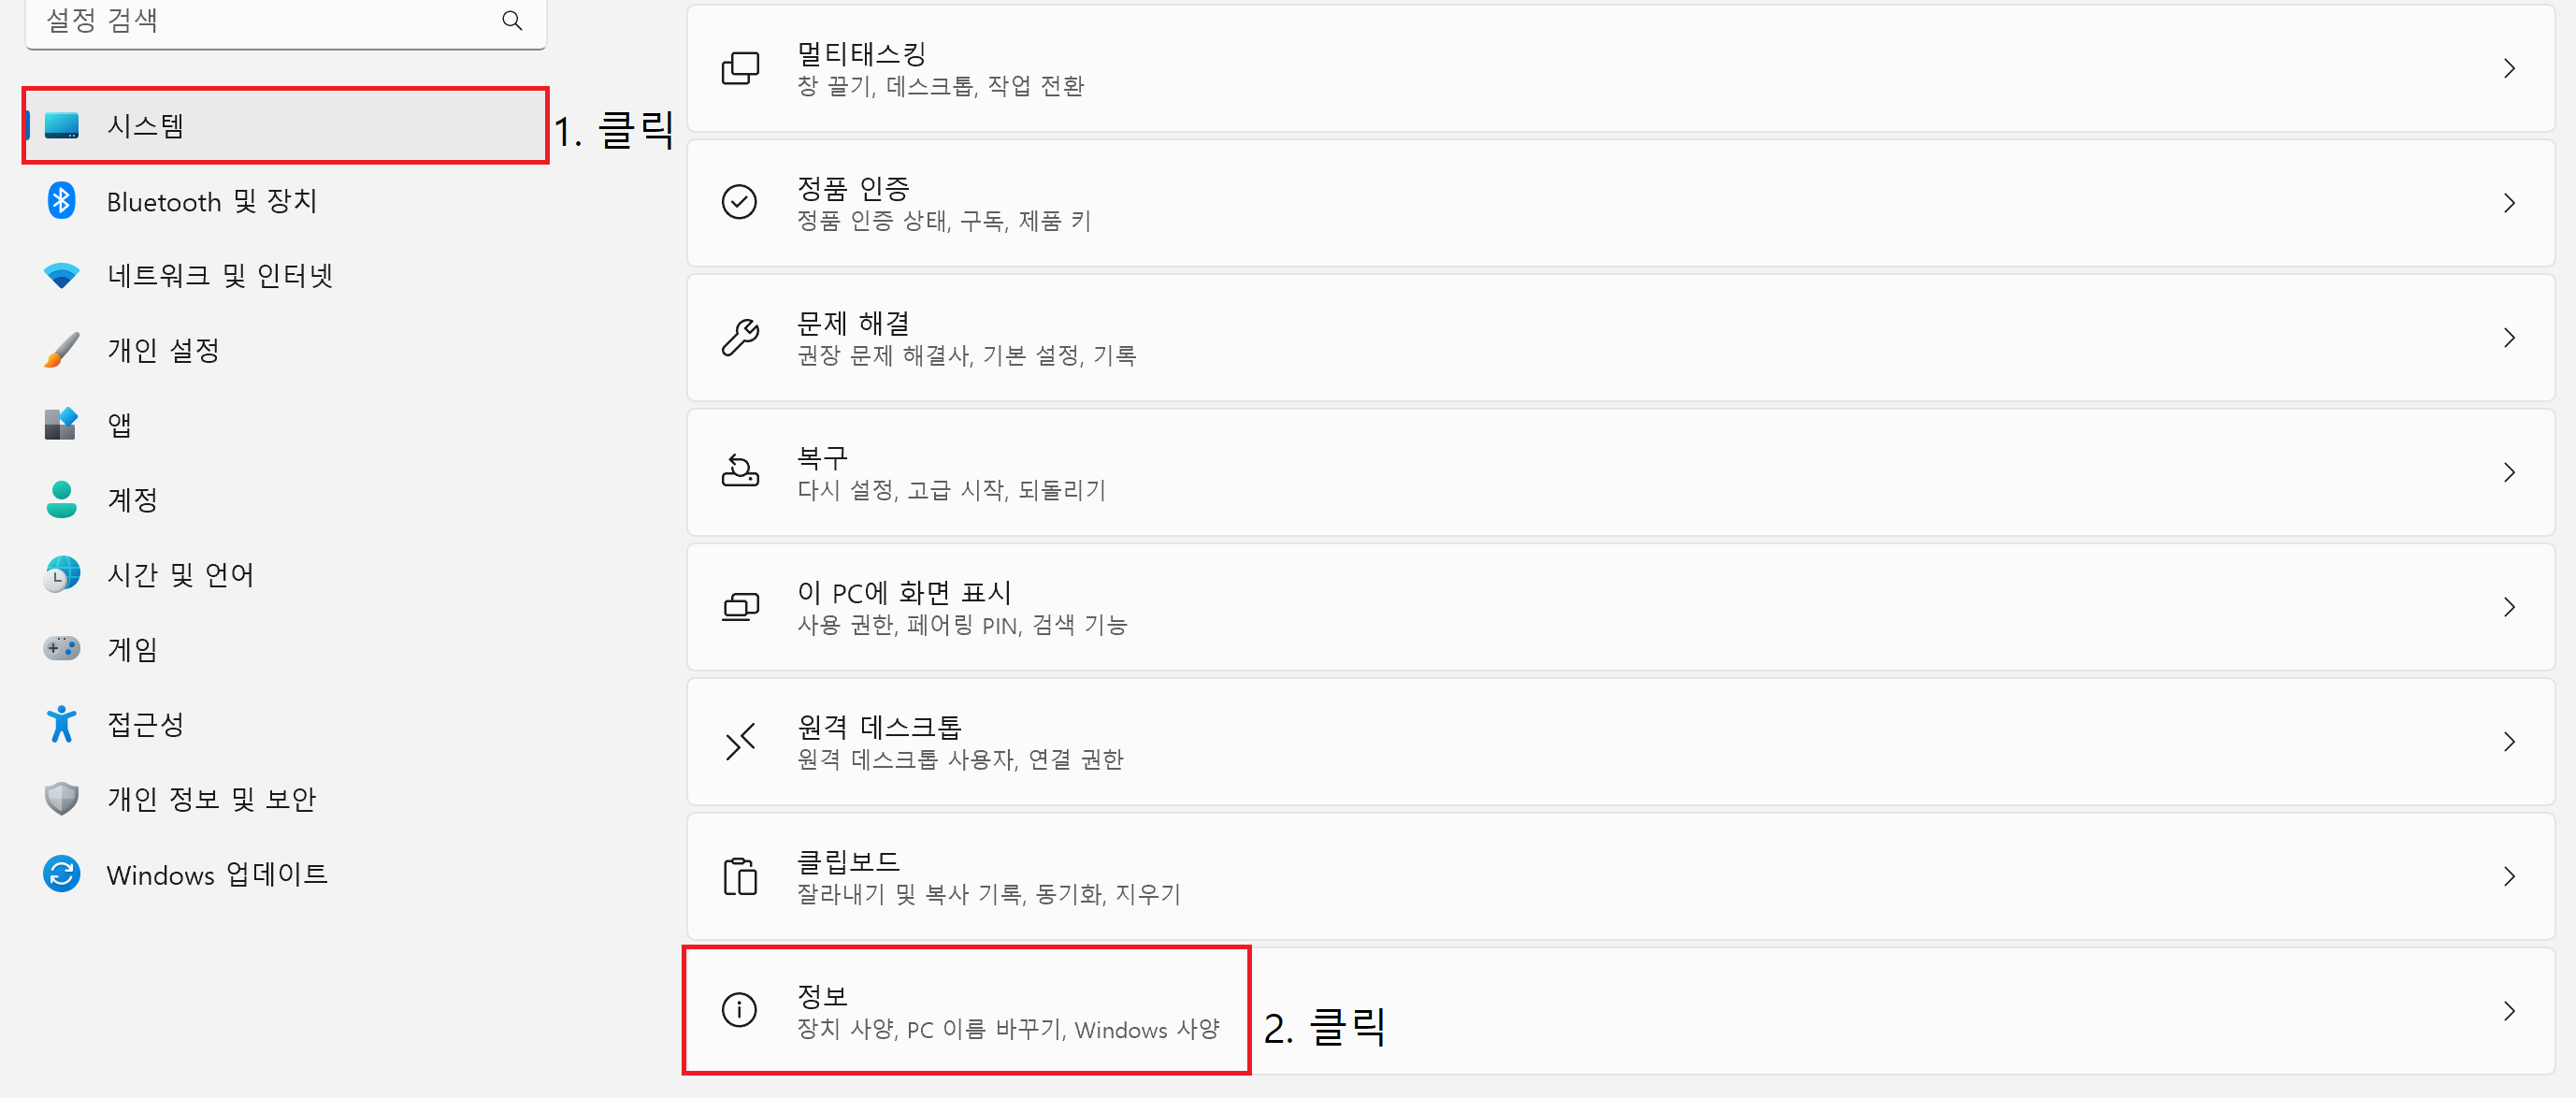 설정 검색
시스템
1. 클릭
Bluetooth 및 장치
네트워크 및 인터넷
개인 설정
앱
계정
시간 및 언어
게임
접근성
개인 정보 및 보안
Windows 업데이트
멀티태스킹
창 끌기, 데스크톱, 작업 전환
정품 인증
정품 인증 상태, 구독, 제품 키
문제 해결
권장 문제 해결사, 기본 설정, 기록
복구
다시 설정, 고급 시작, 되돌리기
이 PC에 화면 표시
사용 권한, 페어링 PIN, 검색 기능
원격 데스크톱
원격 데스크톱 사용자, 연결 권한
클립보드
잘라내기 및 복사 기록, 동기화, 지우기
정보
장치 사양, PC 이름 바꾸기, Windows 사양
2. 클릭